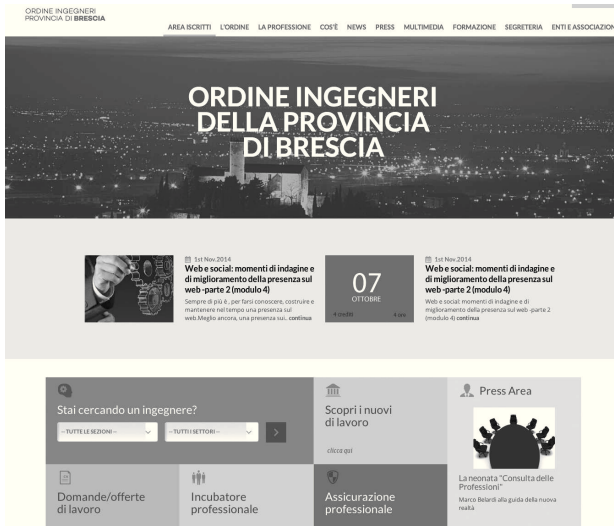 ORDINE INGEGNERI
PROVINCIA DI BRESCIA
AREA ISCRITTI L'ORDINE LA PROFESSIONE COS'È NEWS PRESS MULTIMEDIA FORMAZIONE SEGRETERIA ENTI E ASSOCIAZION
ORDINE INGEGNERI
DELLA PROVINCIA
DI BRESCIA
1st Nov.2014
Web e social: momenti di indagine e
di miglioramento della presenza sul
web -parte 2 (modulo 4)
Sempre di più è , per farsi conoscere, costruire e
mantenere nel tempo una presenza sul
web.Meglio ancora, una presenza sui.. continua
07
OTTOBRE
4 crediti 4 ore
1st Nov.2014
Web e social: momenti di indagine e
di miglioramento della presenza sul
web -parte 2 (modulo 4)
Web e social: momenti di indagine e di
miglioramento della presenza sul web -parte 2
(modulo 4) continua
Stai cercando un ingegnere?
-- TUTTE LE SEZIONI --
-- TUTTI I SETTORI --
Scopri i nuovi
di lavoro
clicca qui
Press Area
La neonata "Consulta delle
Professioni"
Marco Belardi alla guida della nuova
realtà
Domande/offerte
di lavoro
Incubatore
professionale
Assicurazione
professionale